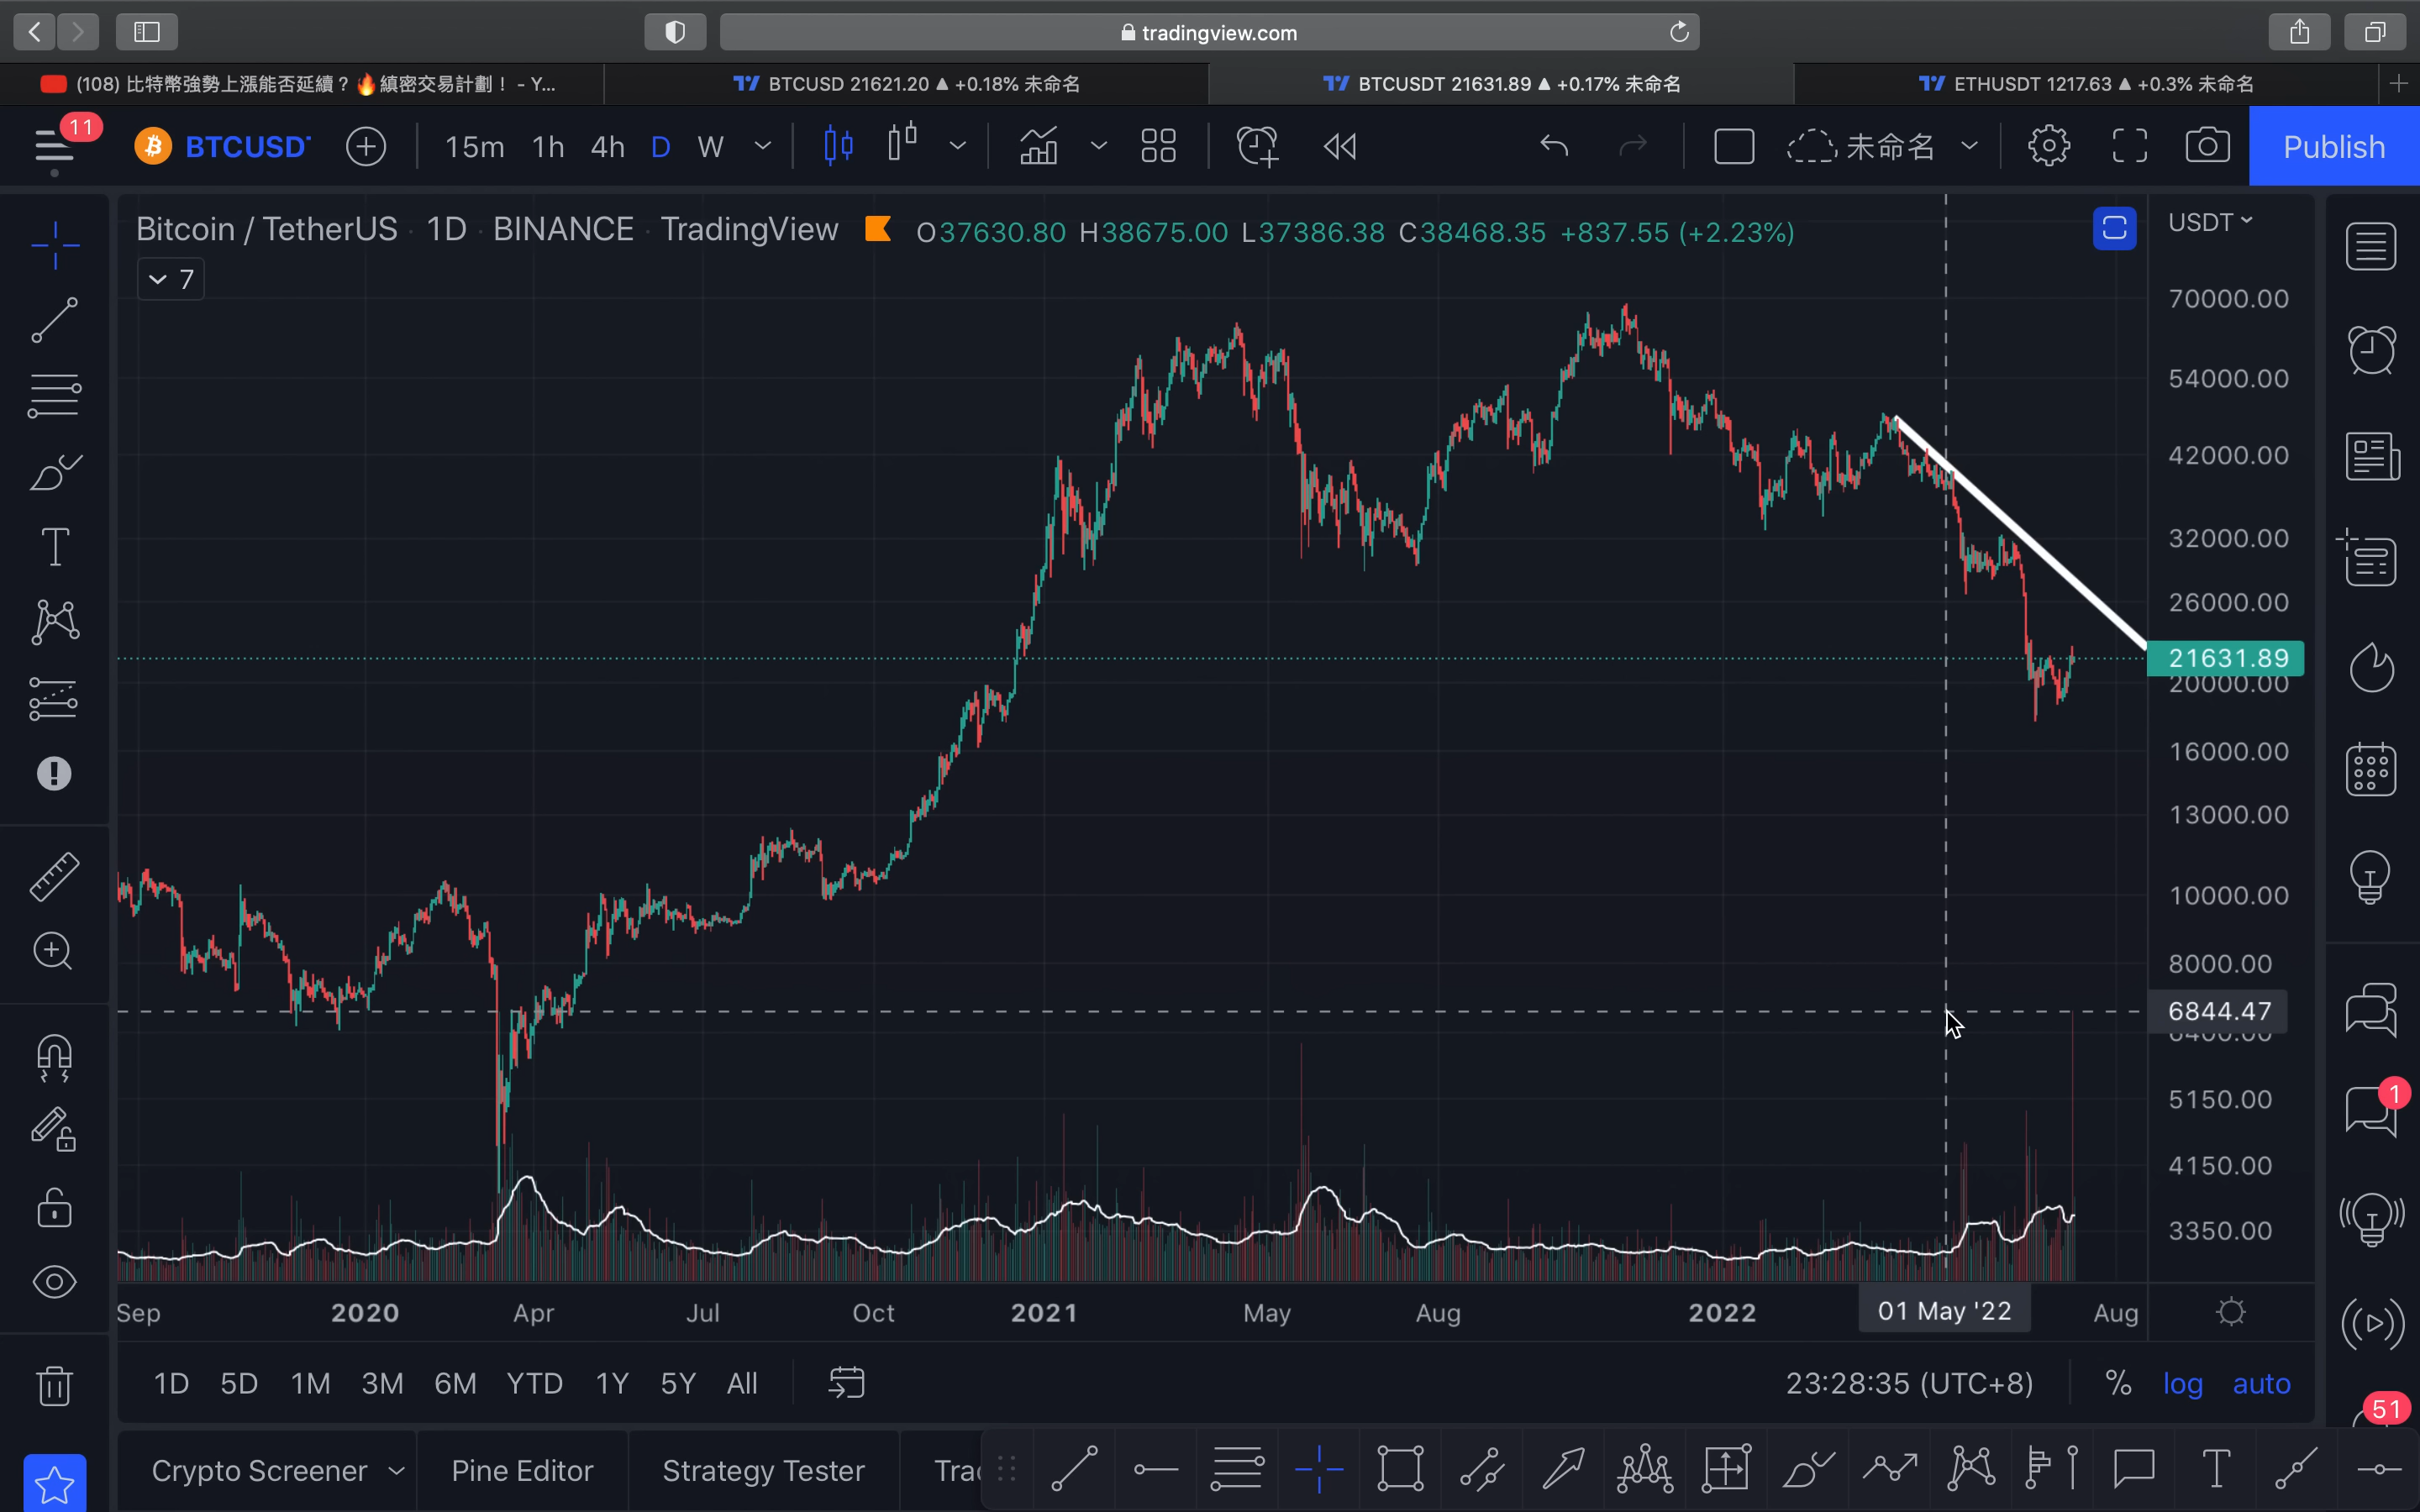 tradingview.com
(108) 比特幣強勢上漲能否延續？🔥縝密交易計劃！ - Y...
BTCUSD 21621.20 ▲ +0.18% 未命名
BTCUSDT 21631.89 ▲ +0.17% 未命名
ETHUSDT 1217.63 ▲ +0.3% 未命名
11
BTCUSD
15m 1h 4h D W
未命名
Publish
Bitcoin / TetherUS · 1D · BINANCE · TradingView
O37630.80 H38675.00 L37386.38 C38468.35 +837.55 (+2.23%)
USDT
7
70000.00
54000.00
42000.00
32000.00
26000.00
21631.89
20000.00
16000.00
13000.00
10000.00
8000.00
6844.47
5150.00
4150.00
3350.00
1
Sep 2020 Apr Jul Oct 2021 May Aug 2022 01 May '22 Aug
1D 5D 1M 3M 6M YTD 1Y 5Y All
23:28:35 (UTC+8) % log auto
51
Crypto Screener
Pine Editor
Strategy Tester